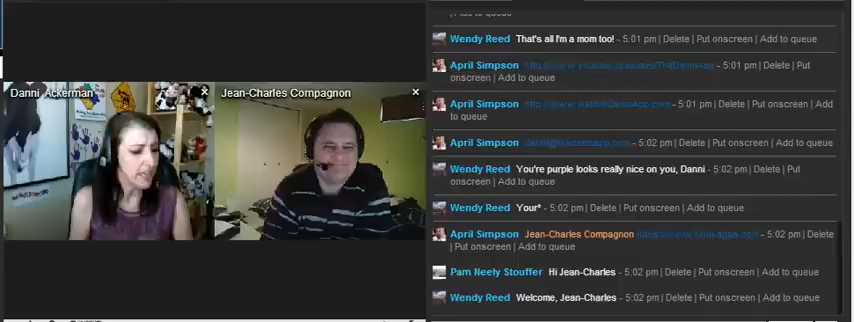 Danni Ackerman ×
Jean-Charles Compagnon ×
| Put onscreen | Add to queue
Wendy Reed That's all I'm a mom too! - 5:01 pm | Delete | Put onscreen | Add to queue
April Simpson - 5:01 pm | Delete | Put
onscreen | Add to queue
April Simpson - 5:01 pm | Delete | Put onscreen | Add
to queue
April Simpson - 5:02 pm | Delete | Put onscreen | Add to queue
Wendy Reed You're purple looks really nice on you, Danni - 5:02 pm | Delete | Put
onscreen | Add to queue
Wendy Reed Your* - 5:02 pm | Delete | Put onscreen | Add to queue
April Simpson Jean-Charles Compagnon - 5:02 pm | Delete
| Put onscreen | Add to queue
Pam Neely Stouffer Hi Jean-Charles - 5:02 pm | Delete | Put onscreen | Add to queue
Wendy Reed Welcome, Jean-Charles - 5:02 pm | Delete | Put onscreen | Add to queue